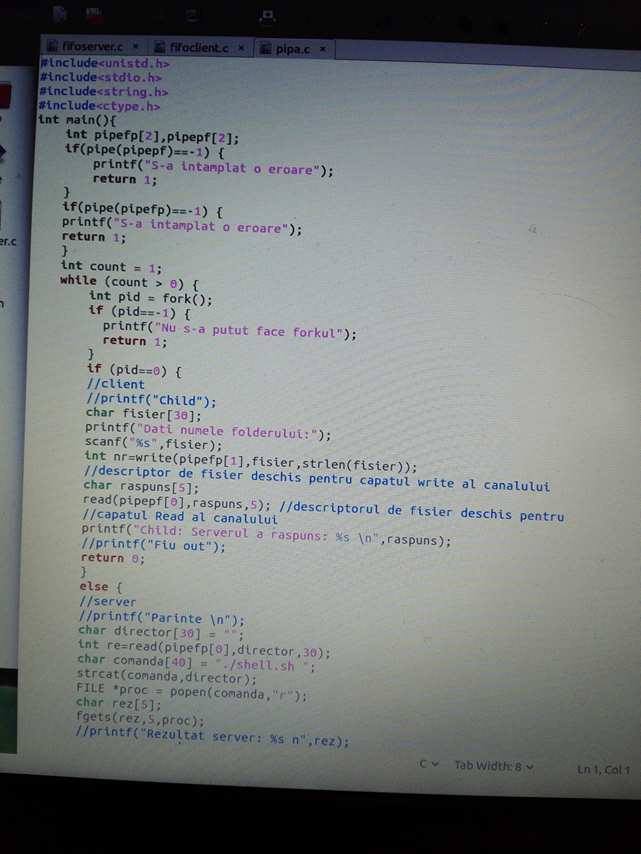 fifoserver.c × fifoclient.c × pipa.c ×
#include<unistd.h>
#include<stdio.h>
#include<string.h>
#include<ctype.h>
int main(){
int pipefp[2],pipepf[2];
if(pipe(pipepf)==-1) {
printf("S-a intamplat o eroare");
return 1;
}
if(pipe(pipefp)==-1) {
printf("S-a intamplat o eroare");
return 1;
}
int count = 1;
while (count > 0) {
int pid = fork();
if (pid==-1) {
printf("Nu s-a putut face forkul");
return 1;
}
if (pid==0) {
//client
//printf("Child");
char fisier[30];
printf("Dati numele folderului:");
scanf("%s",fisier);
int nr=write(pipefp[1],fisier,strlen(fisier));
//descriptor de fisier deschis pentru capatul write al canalului
char raspuns[5];
read(pipepf[0],raspuns,5); //descriptorul de fisier deschis pentru
//capatul Read al canalului
printf("Child: Serverul a raspuns: %s \n",raspuns);
//printf("Fiu out");
return 0;
}
else {
//server
//printf("Parinte \n");
char director[30] = "";
int re=read(pipefp[0],director,30);
char comanda[40] = "./shell.sh ";
strcat(comanda,director);
FILE *proc = popen(comanda,"r");
char rez[5];
fgets(rez,5,proc);
//printf("Rezultat server: %s n",rez);
er.c
C Tab Width: 8 Ln 1, Col 1